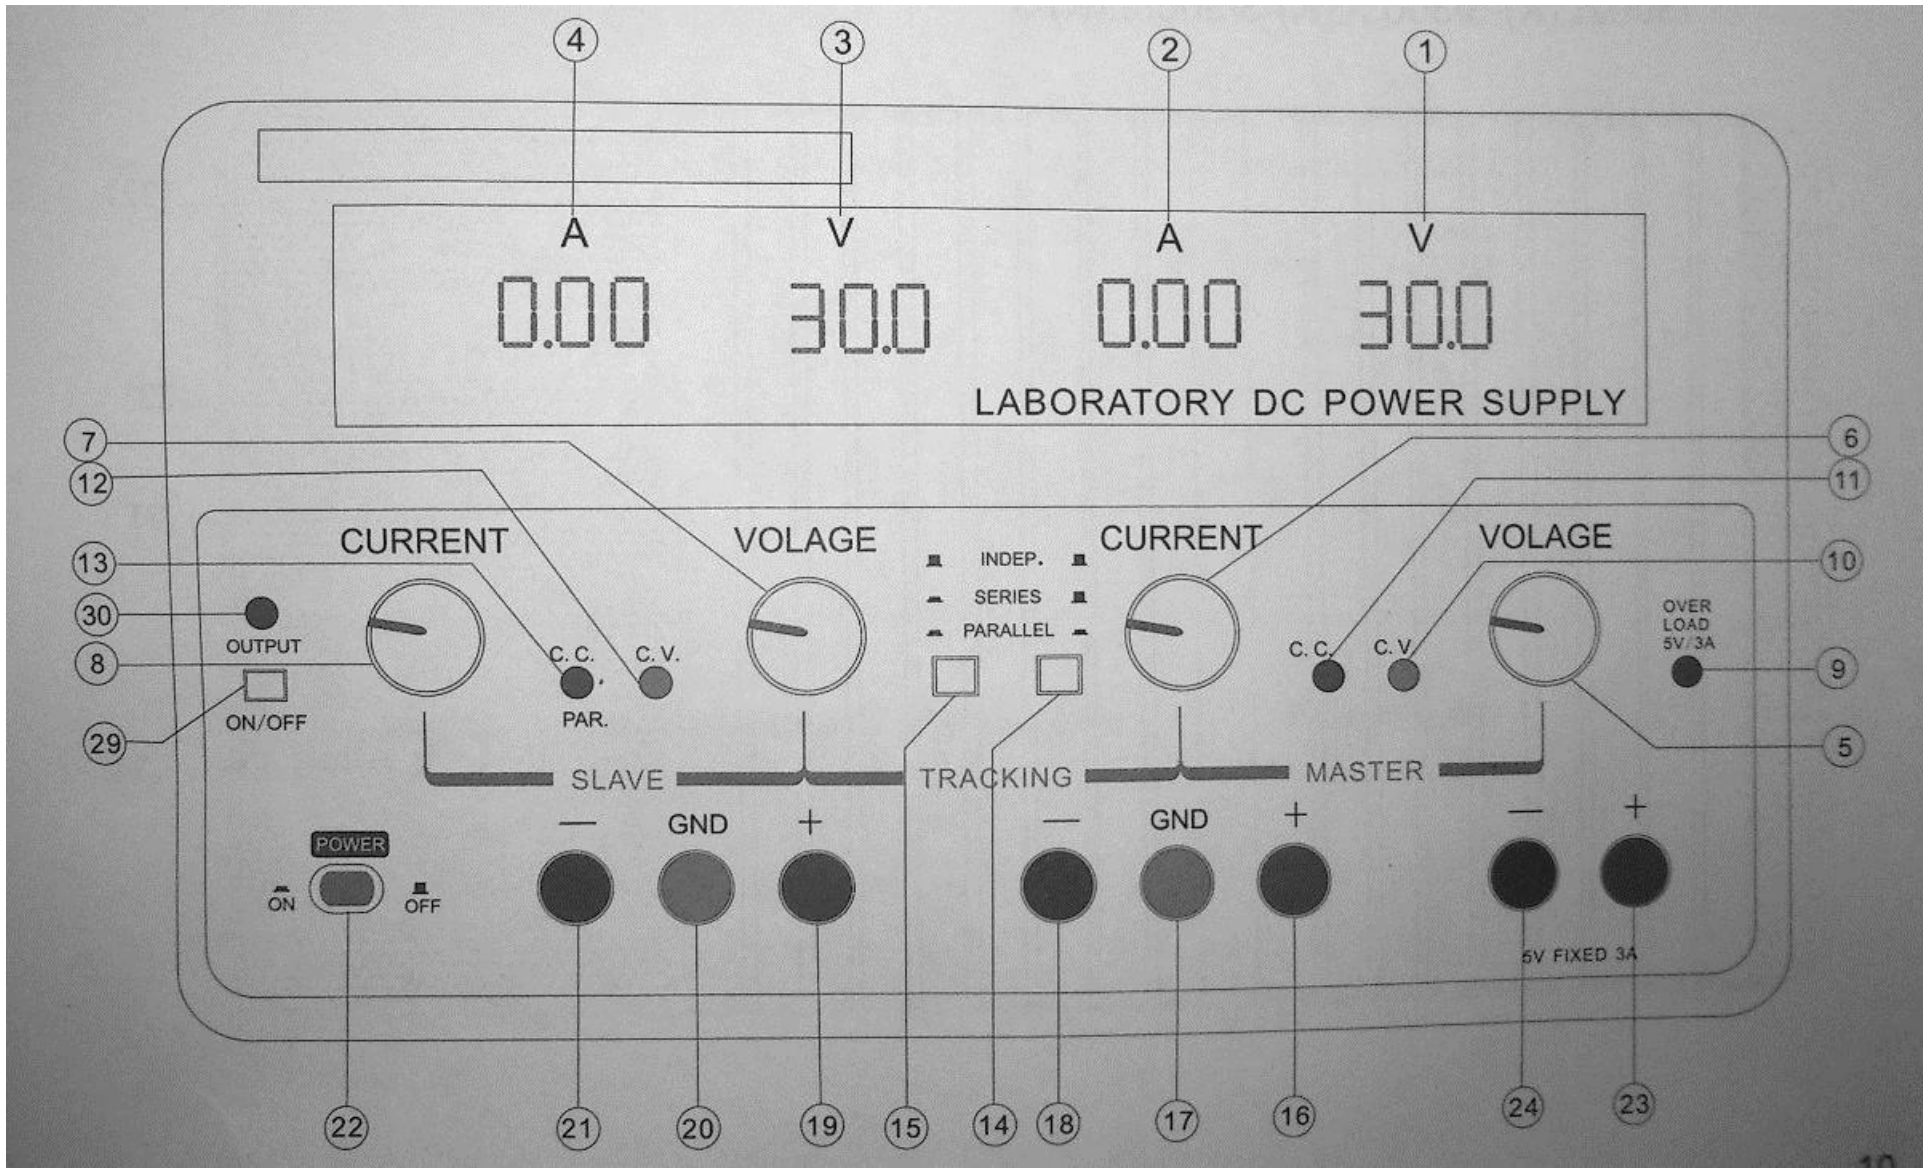 4 3 2 1
A V A V
0.00 30.0 0.00 30.0
LABORATORY DC POWER SUPPLY
7 6
12 11
CURRENT VOLAGE CURRENT VOLAGE
13 INDEP. 10
30 SERIES OVER
OUTPUT PARALLEL LOAD
5V/3A
8 C. C. C. V. C. C. C. V. 9
ON/OFF PAR.
29 5
SLAVE TRACKING MASTER
— GND + — GND + — +
POWER
ON OFF
5V FIXED 3A
22 21 20 19 15 14 18 17 16 24 23